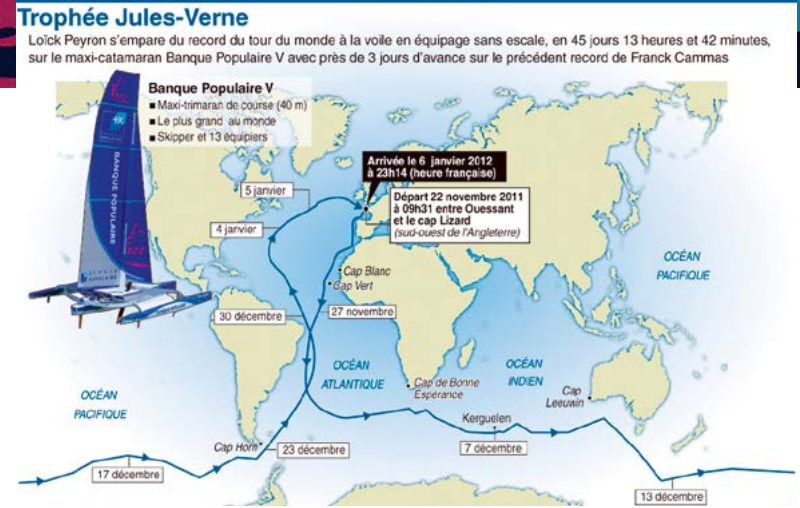 Trophée Jules-Verne
Loïck Peyron s'empare du record du tour du monde à la voile en équipage sans escale, en 45 jours 13 heures et 42 minutes,
sur le maxi-catamaran Banque Populaire V avec près de 3 jours d'avance sur le précédent record de Franck Cammas
Banque Populaire V
■ Maxi-trimaran de course (40 m)
■ Le plus grand au monde
■ Skipper et 13 équipiers
BANQUE POPULAIRE
Arrivée le 6 janvier 2012
à 23h14 (heure française)
5 janvier
Départ 22 novembre 2011
à 09h31 entre Ouessant
et le cap Lizard
(sud-ouest de l'Angleterre)
4 janvier
OCÉAN
PACIFIQUE
Cap Blanc
Cap Vert
30 décembre
27 novembre
OCÉAN
ATLANTIQUE
OCÉAN
INDIEN
Cap de Bonne
Espérance
Cap
Leeuwin
OCÉAN
PACIFIQUE
Kerguelen
Cap Horn
23 décembre
7 décembre
17 décembre
13 décembre